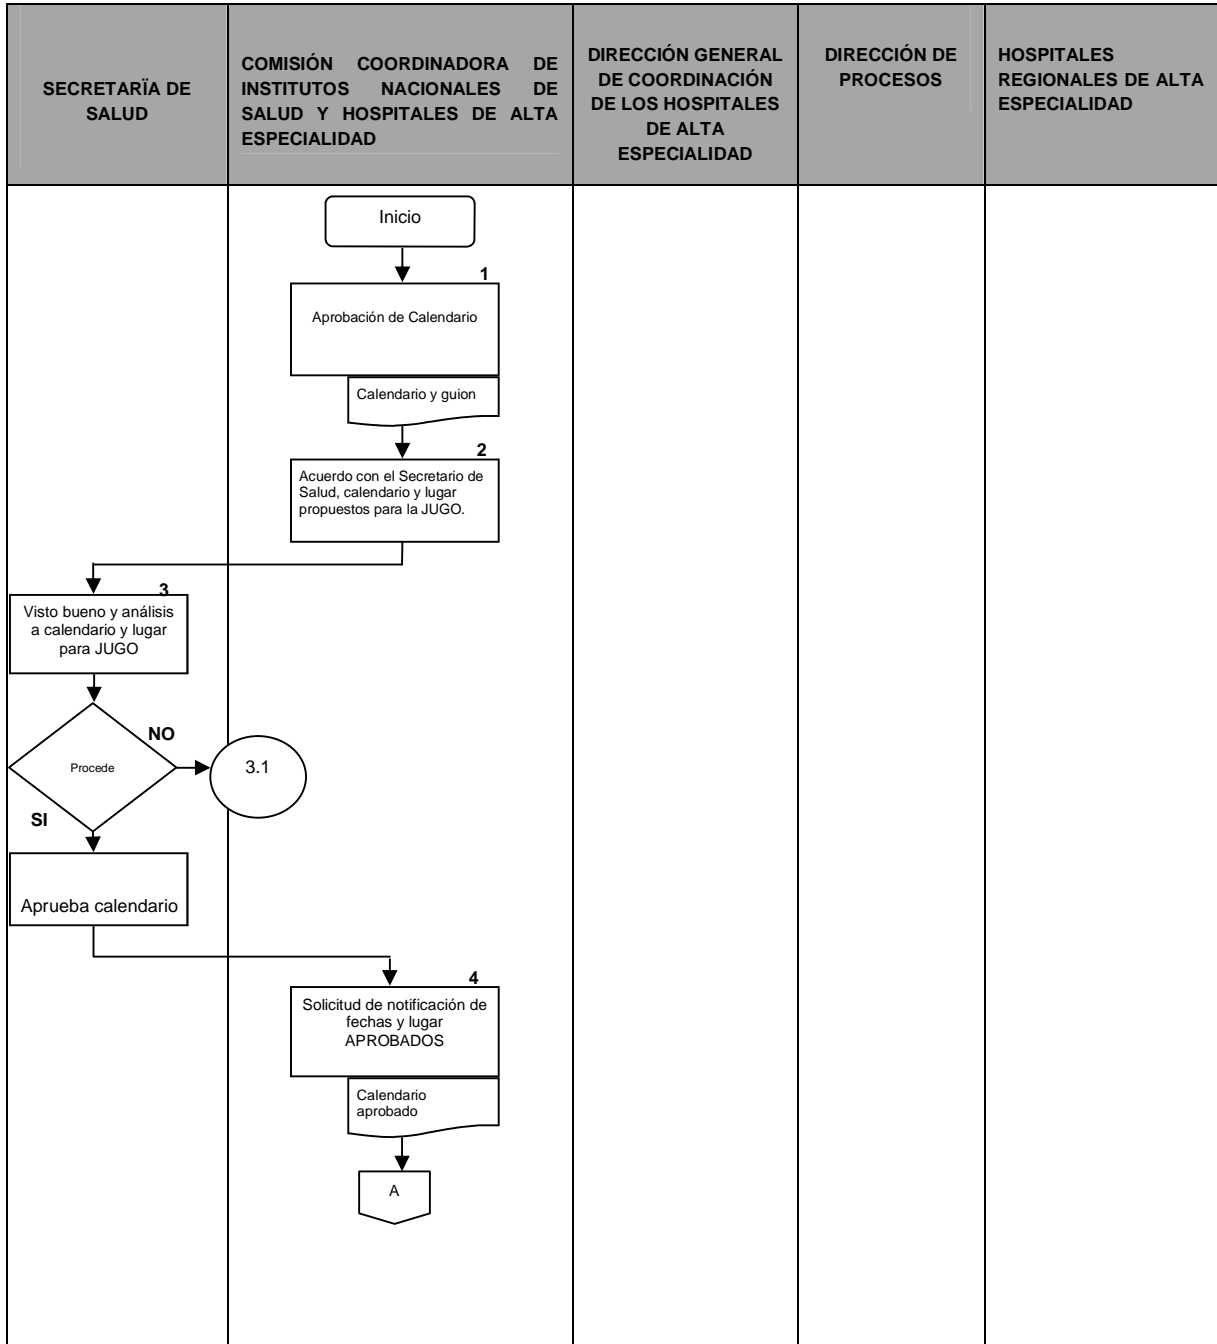 SECRETARÏA DE
SALUD
COMISIÓN COORDINADORA DE
INSTITUTOS NACIONALES DE
SALUD Y HOSPITALES DE ALTA
ESPECIALIDAD
DIRECCIÓN GENERAL
DE COORDINACIÓN
DE LOS HOSPITALES
DE ALTA
ESPECIALIDAD
DIRECCIÓN DE
PROCESOS
HOSPITALES
REGIONALES DE ALTA
ESPECIALIDAD
Inicio
1
Aprobación de Calendario
Calendario y guion
2
Acuerdo con el Secretario de
Salud, calendario y lugar
propuestos para la JUGO.
3
Visto bueno y análisis
a calendario y lugar
para JUGO
NO
Procede
3.1
SI
Aprueba calendario
4
Solicitud de notificación de
fechas y lugar
APROBADOS
Calendario
aprobado
A